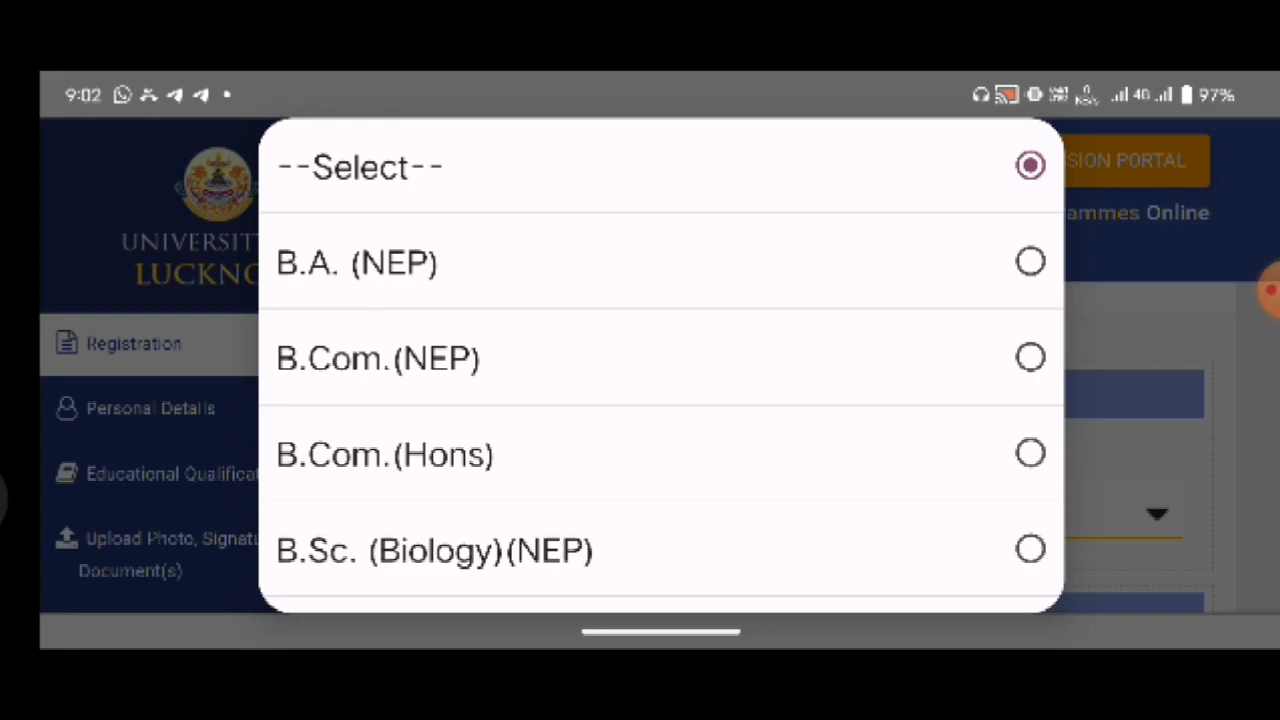 9:02
4G 97%
--Select--
B.A. (NEP)
B.Com.(NEP)
B.Com.(Hons)
B.Sc. (Biology)(NEP)
SION PORTAL
ammes Online
UNIVERSIT
LUCKNO
Registration
Personal Details
Educational Qualificat
Upload Photo, Signatu
Document(s)